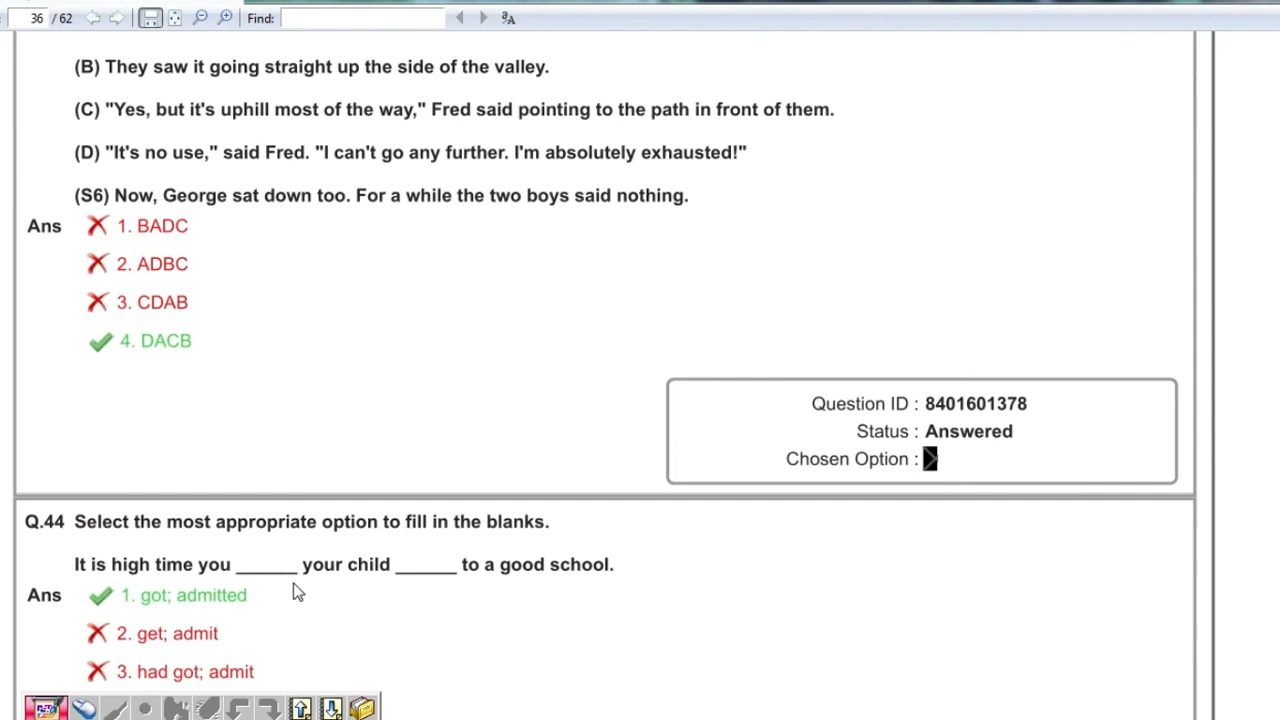 36 / 62 Find:
(B) They saw it going straight up the side of the valley.
(C) "Yes, but it's uphill most of the way," Fred said pointing to the path in front of them.
(D) "It's no use," said Fred. "I can't go any further. I'm absolutely exhausted!"
(S6) Now, George sat down too. For a while the two boys said nothing.
Ans 1. BADC
2. ADBC
3. CDAB
4. DACB
Question ID : 8401601378
Status : Answered
Chosen Option :
Q.44 Select the most appropriate option to fill in the blanks.
It is high time you ______ your child ______ to a good school.
Ans 1. got; admitted
2. get; admit
3. had got; admit